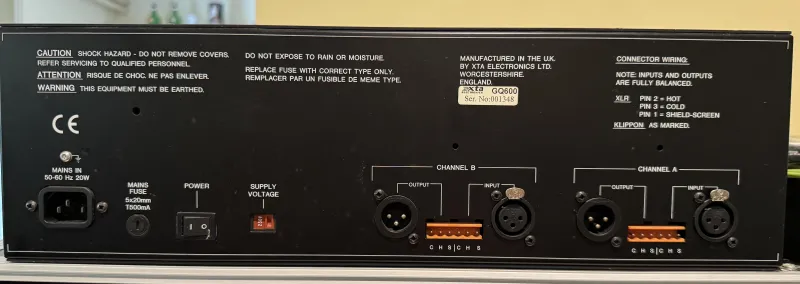 CAUTION SHOCK HAZARD - DO NOT REMOVE COVERS.
REFER SERVICING TO QUALIFIED PERSONNEL.
ATTENTION RISQUE DE CHOC. NE PAS ENLEVER.
WARNING THIS EQUIPMENT MUST BE EARTHED.
DO NOT EXPOSE TO RAIN OR MOISTURE.
REPLACE FUSE WITH CORRECT TYPE ONLY.
REMPLACER PAR UN FUSIBLE DE MEME TYPE.
MANUFACTURED IN THE U.K.
BY XTA ELECTRONICS LTD.
WORCESTERSHIRE.
ENGLAND.
xta GQ600
Ser. No:001348
CONNECTOR WIRING:
NOTE: INPUTS AND OUTPUTS
ARE FULLY BALANCED.
XLR PIN 2 = HOT
PIN 3 = COLD
PIN 1 = SHIELD-SCREEN
KLIPPON AS MARKED.
CE
MAINS IN
50-60 Hz 20W
MAINS
FUSE
5x20mm
T500mA
POWER
I O
SUPPLY
VOLTAGE
CHANNEL B
OUTPUT
INPUT
C H S|C H S
CHANNEL A
OUTPUT
INPUT
C H S|C H S